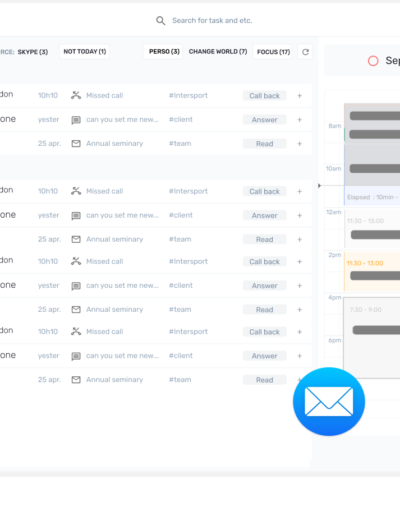 Search for task and etc.
RCE: SKYPE (3) NOT TODAY (1) PERSO (3) CHANGE WORLD (7) FOCUS (17)
Sep
don 10h10 Missed call #Intersport Call back +
one yester can you set me new... #client Answer +
25 apr. Annual seminary #team Read +
don 10h10 Missed call #Intersport Call back +
one yester can you set me new... #client Answer +
25 apr. Annual seminary #team Read +
don 10h10 Missed call #Intersport Call back +
one yester can you set me new... #client Answer +
25 apr. Annual seminary #team Read +
don 10h10 Missed call #Intersport Call back +
one yester can you set me new... #client Answer +
25 apr. Annual seminary #team Read +
8am
10am
Elapsed : 10min -
12am
11:30 - 13:00
2pm
11:30 - 13:00
4pm
7:00 - 9:00
6pm